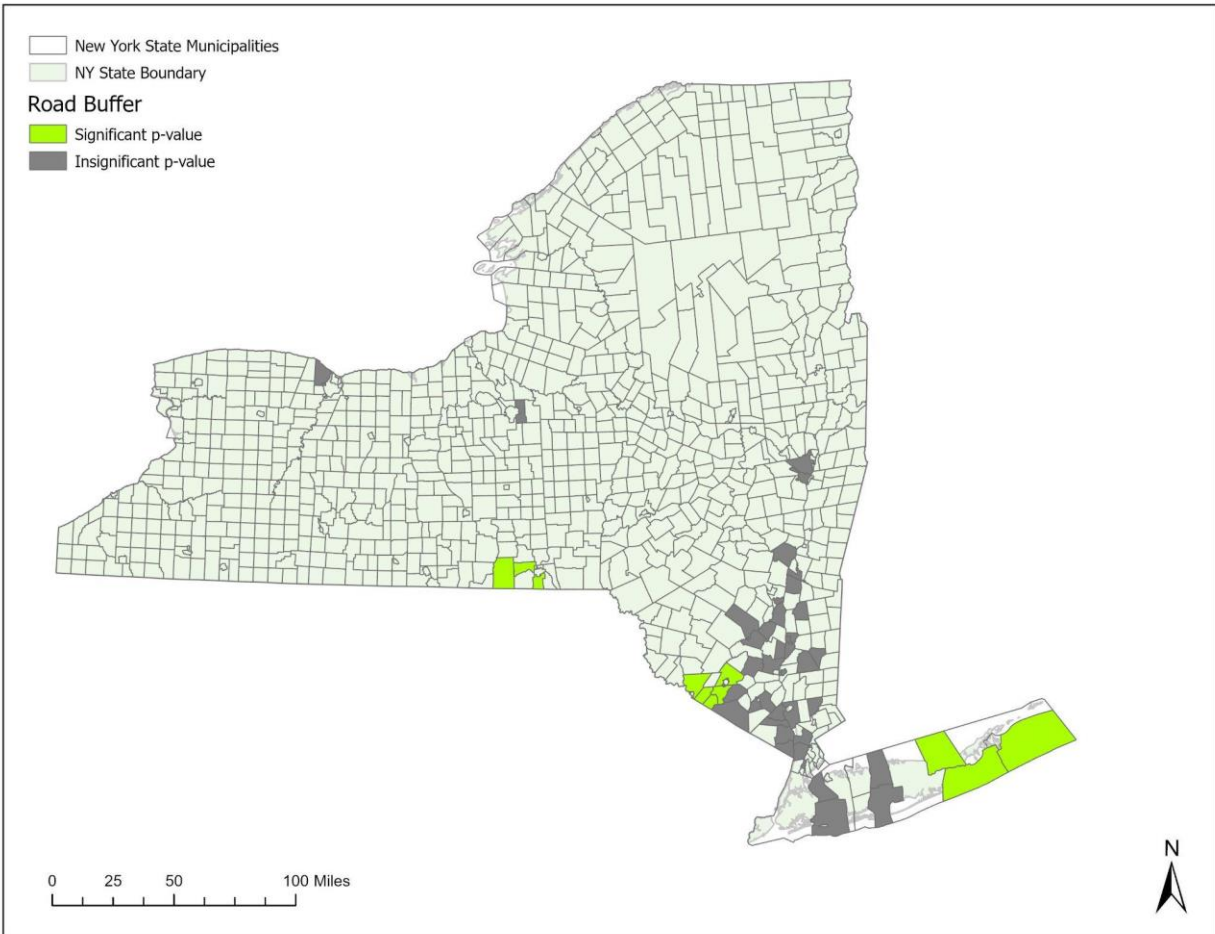 New York State Municipalities
NY State Boundary
Road Buffer
Significant p-value
Insignificant p-value
0 25 50 100 Miles
N